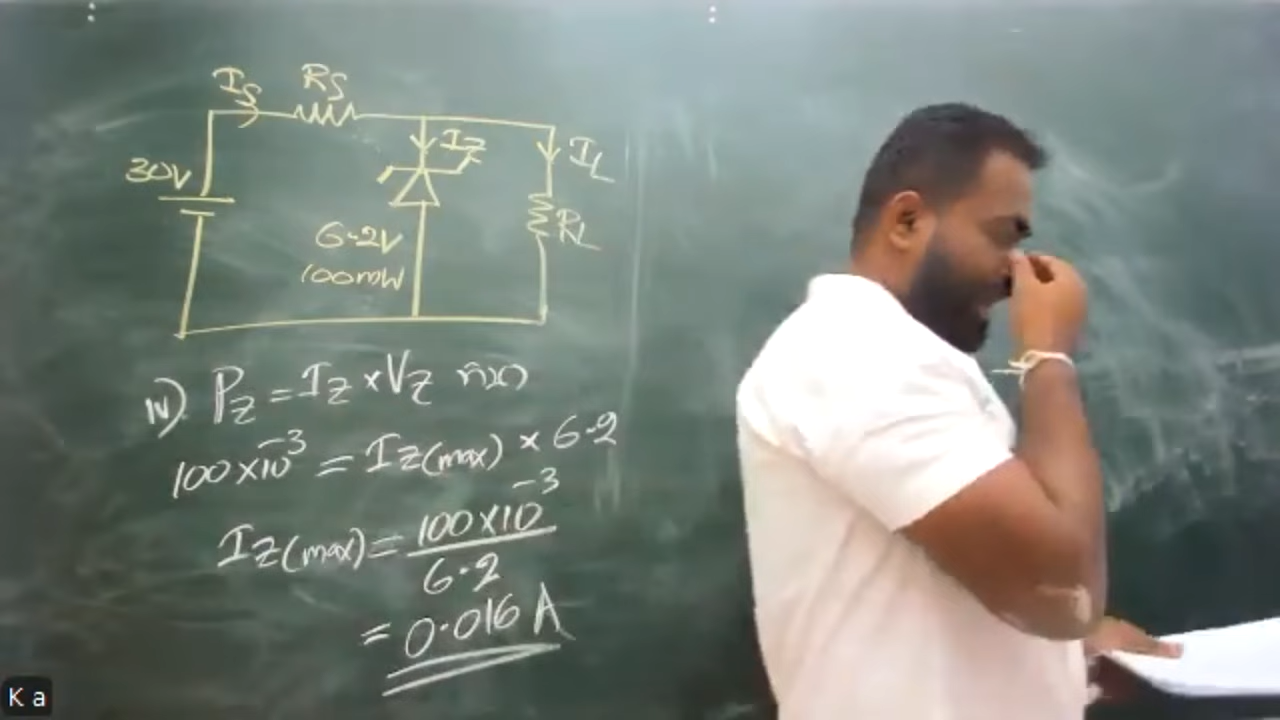 Is
Rs
Iz
IL
30V
RL
6.2V
100mW
iv) Pz = Iz × Vz
100×10⁻³ = Iz(max) × 6.2
Iz(max) = 100×10⁻³
6.2
= 0.016 A
K a